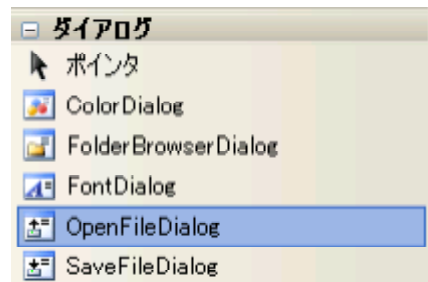 ダイアログ
ポインタ
ColorDialog
FolderBrowserDialog
FontDialog
OpenFileDialog
SaveFileDialog